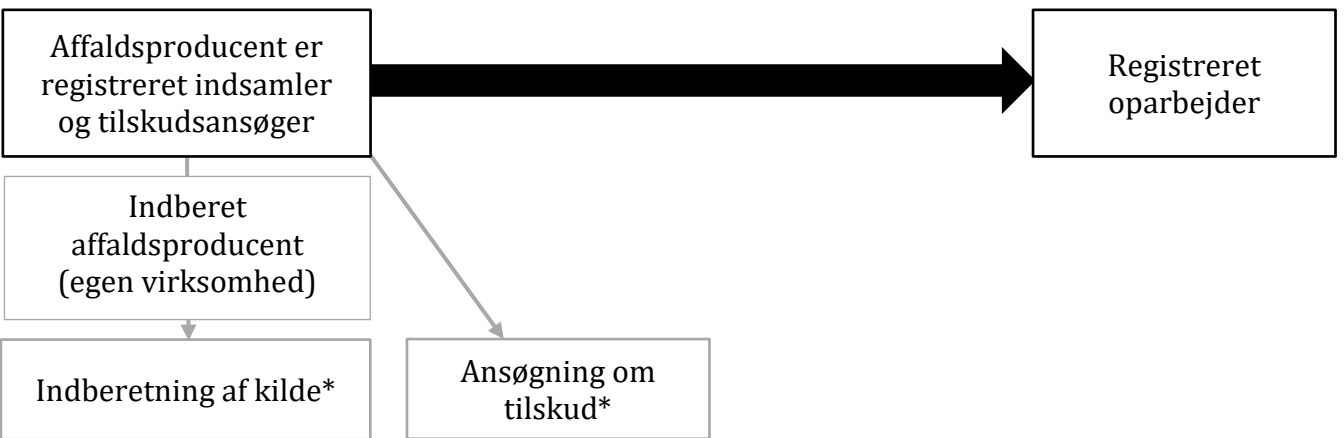 Affaldsproducent er
registreret indsamler
og tilskudsansøger
Registreret
oparbejder
Indberet
affaldsproducent
(egen virksomhed)
Indberetning af kilde*
Ansøgning om
tilskud*